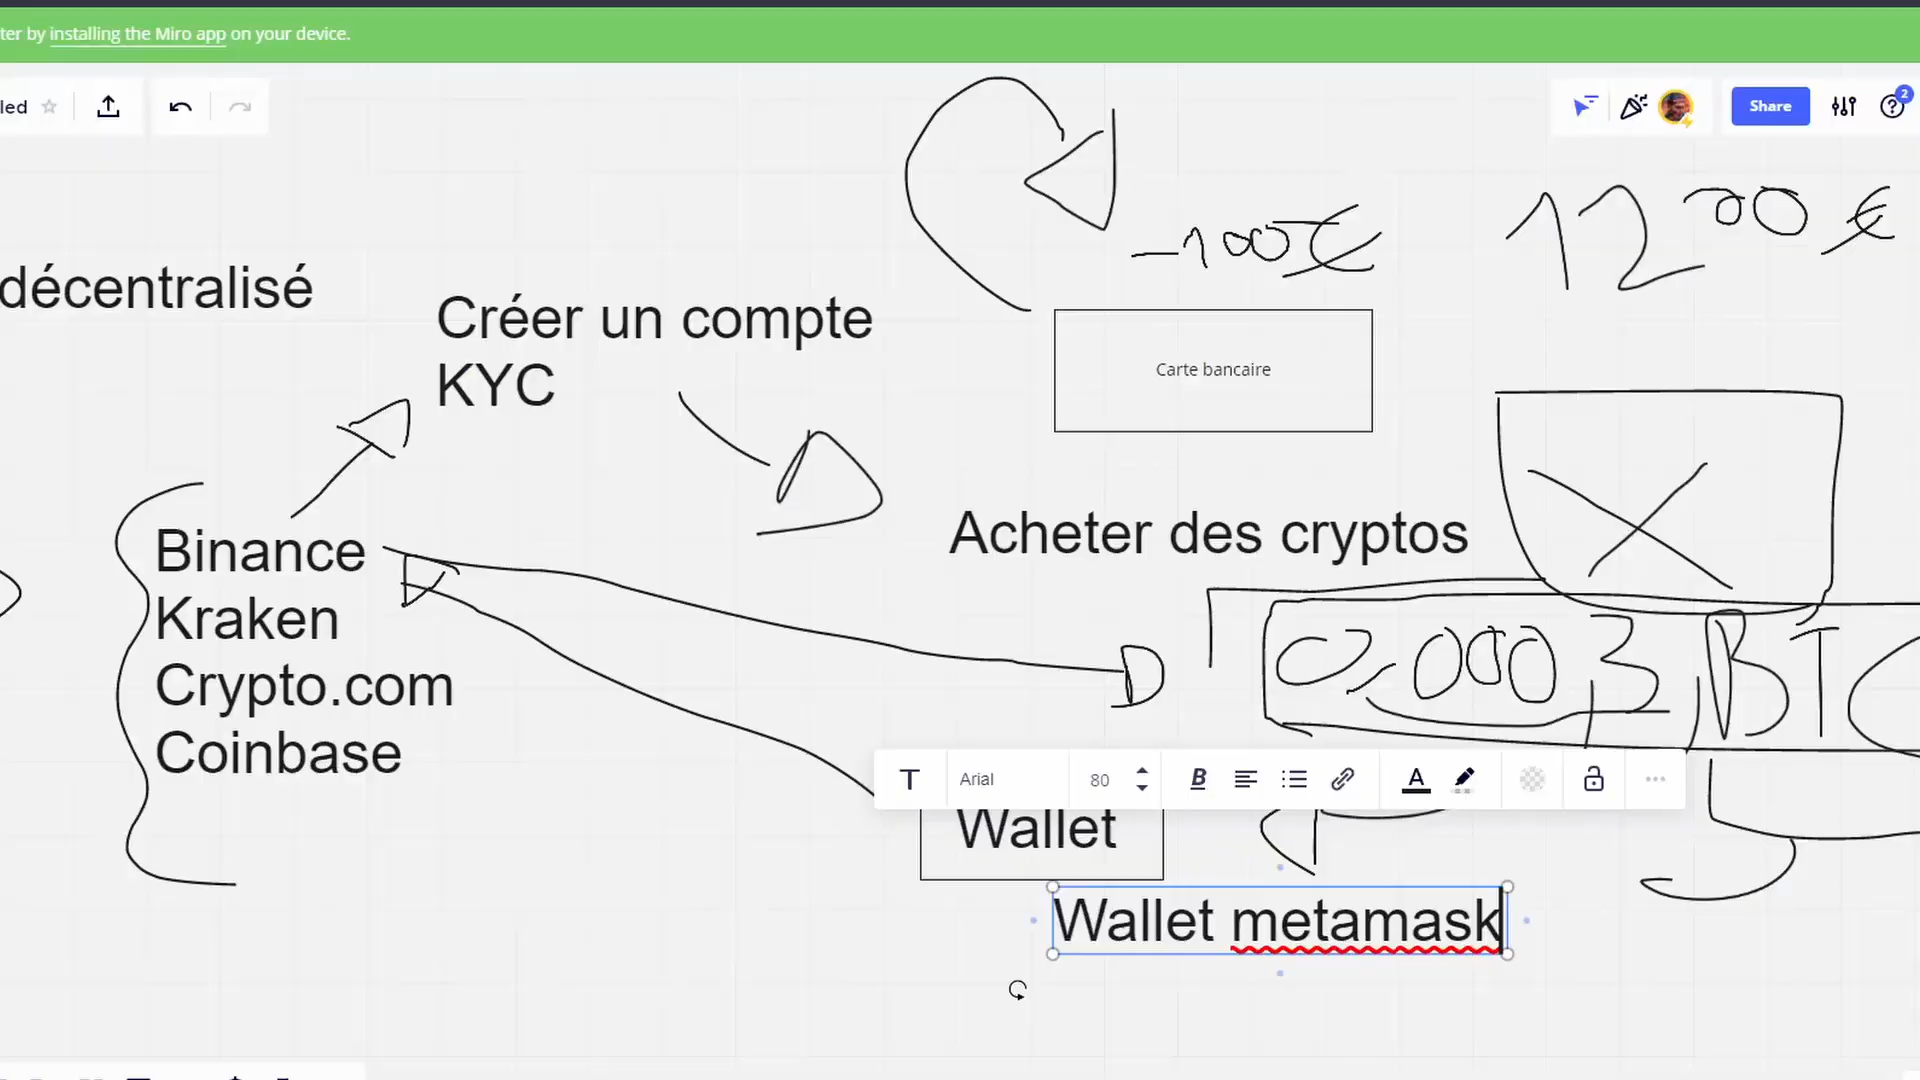 ter by installing the Miro app on your device.
led
Share
2
-100€
1200€
décentralisé
Créer un compte
KYC
Carte bancaire
Acheter des cryptos
Binance
Kraken
Crypto.com
Coinbase
0,0003 BTC
T Arial 80 B A
Wallet
Wallet metamask